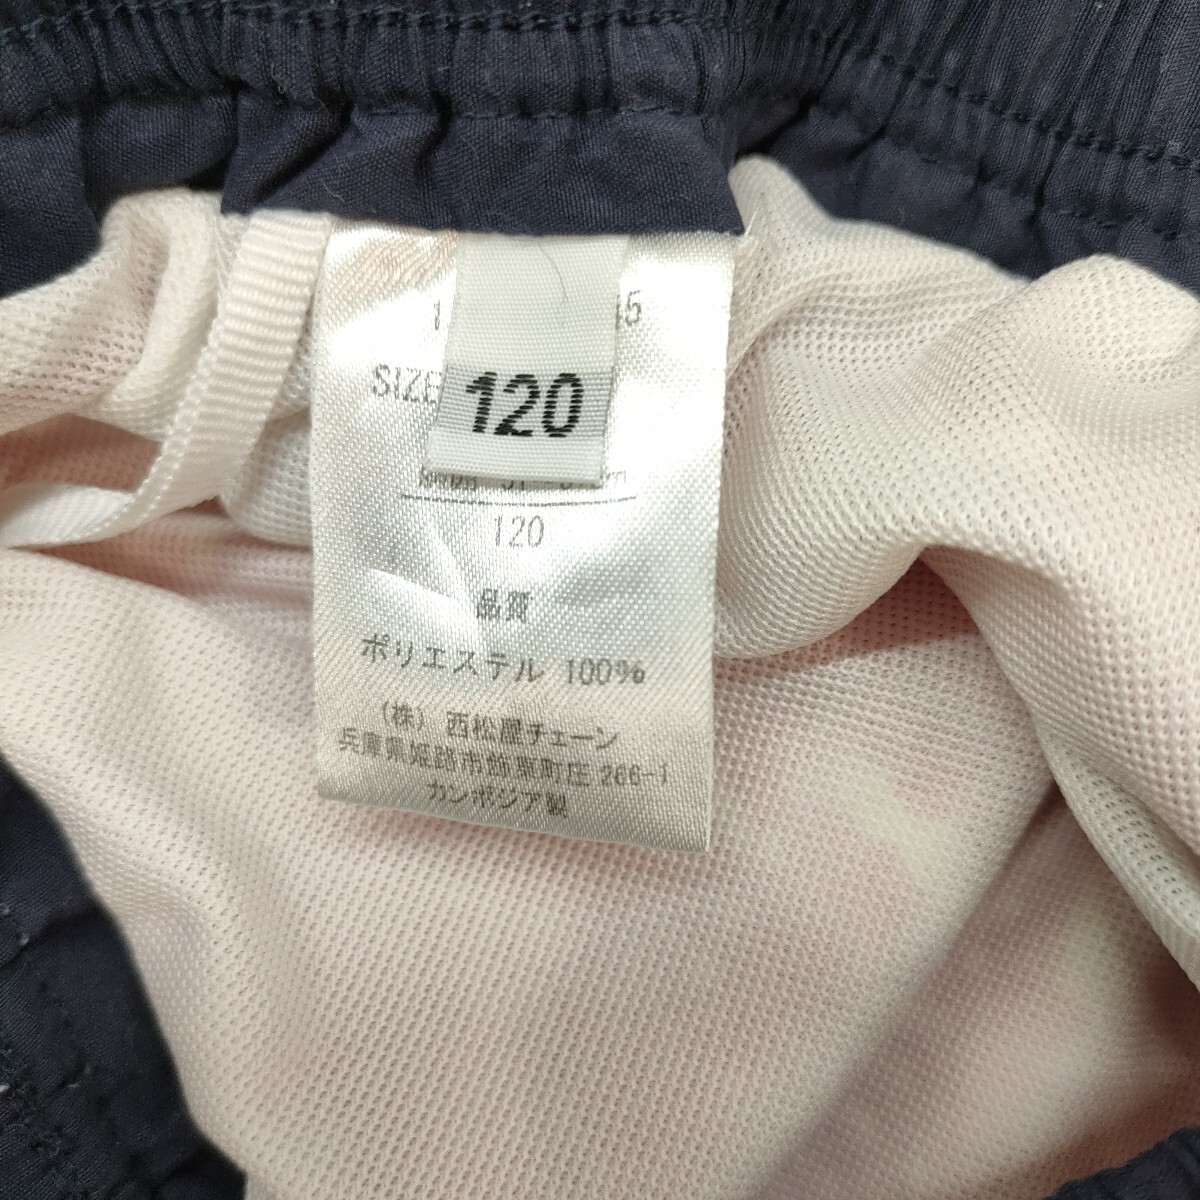 SIZE
120
120
品質
ポリエステル 100%
(株) 西松屋チェーン
兵庫県姫路市飾東町庄 266-1
カンボジア製